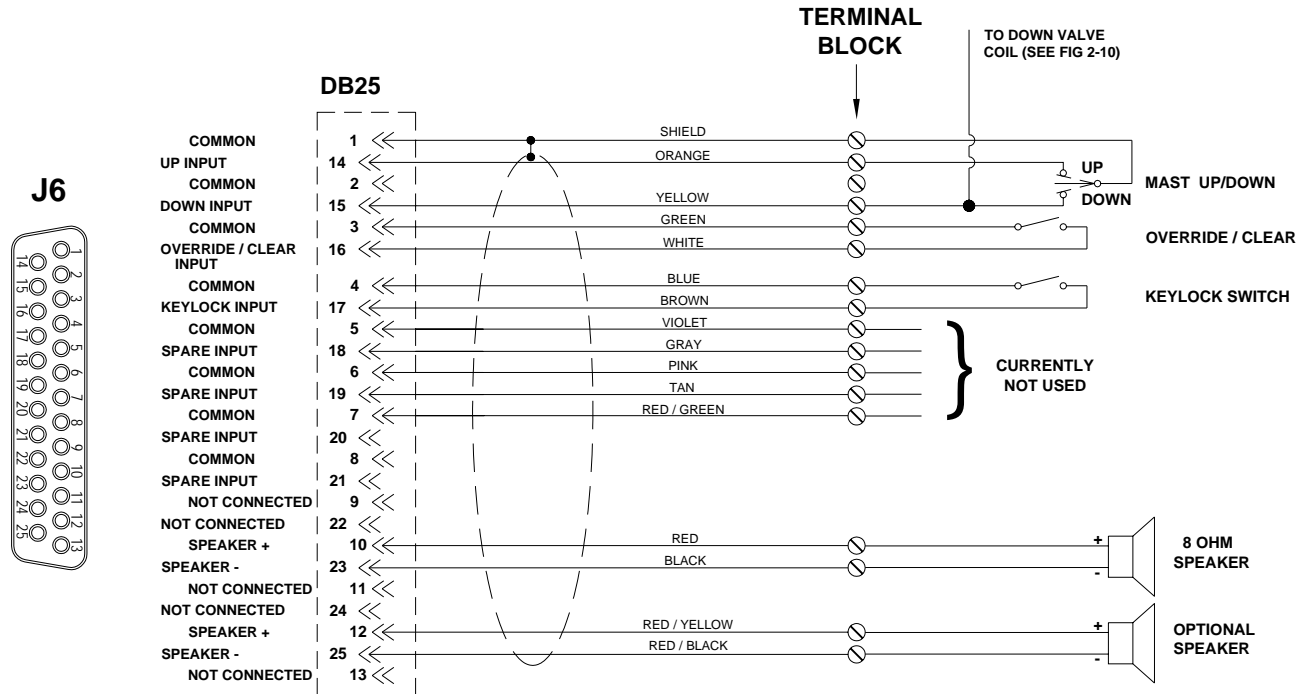 TERMINAL
BLOCK
TO DOWN VALVE
COIL (SEE FIG 2-10)
DB25
J6
COMMON 1 SHIELD
UP INPUT 14 ORANGE UP
COMMON 2 MAST UP/DOWN
DOWN INPUT 15 YELLOW DOWN
COMMON 3 GREEN
OVERRIDE / CLEAR
INPUT 16 WHITE OVERRIDE / CLEAR
COMMON 4 BLUE
KEYLOCK INPUT 17 BROWN KEYLOCK SWITCH
COMMON 5 VIOLET
SPARE INPUT 18 GRAY
COMMON 6 PINK
SPARE INPUT 19 TAN
COMMON 7 RED / GREEN
CURRENTLY
NOT USED
SPARE INPUT 20
COMMON 8
SPARE INPUT 21
NOT CONNECTED 9
NOT CONNECTED 22
SPEAKER + 10 RED +
SPEAKER - 23 BLACK -
8 OHM
SPEAKER
NOT CONNECTED 11
NOT CONNECTED 24
SPEAKER + 12 RED / YELLOW +
SPEAKER - 25 RED / BLACK -
OPTIONAL
SPEAKER
NOT CONNECTED 13
1
2
3
4
5
6
7
8
9
10
11
12
13
14
15
16
17
18
19
20
21
22
23
24
25